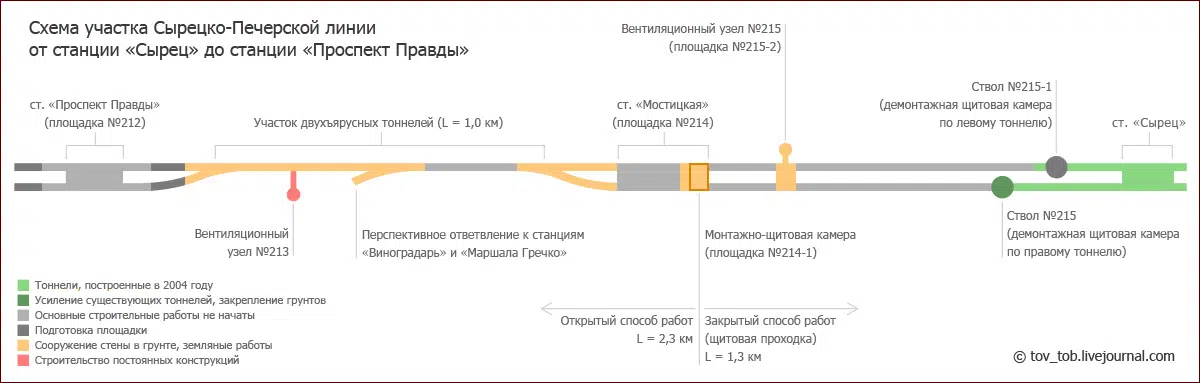 Схема участка Сырецко-Печерской линии
от станции «Сырец» до станции «Проспект Правды»
Вентиляционный узел №215
(площадка №215-2)
ст. «Проспект Правды»
(площадка №212)
Участок двухъярусных тоннелей (L = 1,0 км)
ст. «Мостицкая»
(площадка №214)
Ствол №215-1
(демонтажная щитовая камера
по левому тоннелю)
ст. «Сырец»
Вентиляционный
узел №213
Перспективное ответвление к станциям
«Виноградарь» и «Маршала Гречко»
Монтажно-щитовая камера
(площадка №214-1)
Ствол №215
(демонтажная щитовая камера
по правому тоннелю)
Тоннели, построенные в 2004 году
Усиление существующих тоннелей, закрепление грунтов
Основные строительные работы не начаты
Подготовка площадки
Сооружение стены в грунте, земляные работы
Строительство постоянных конструкций
Открытый способ работ
L = 2,3 км
Закрытый способ работ
(щитовая проходка)
L = 1,3 км
© tov_tob.livejournal.com